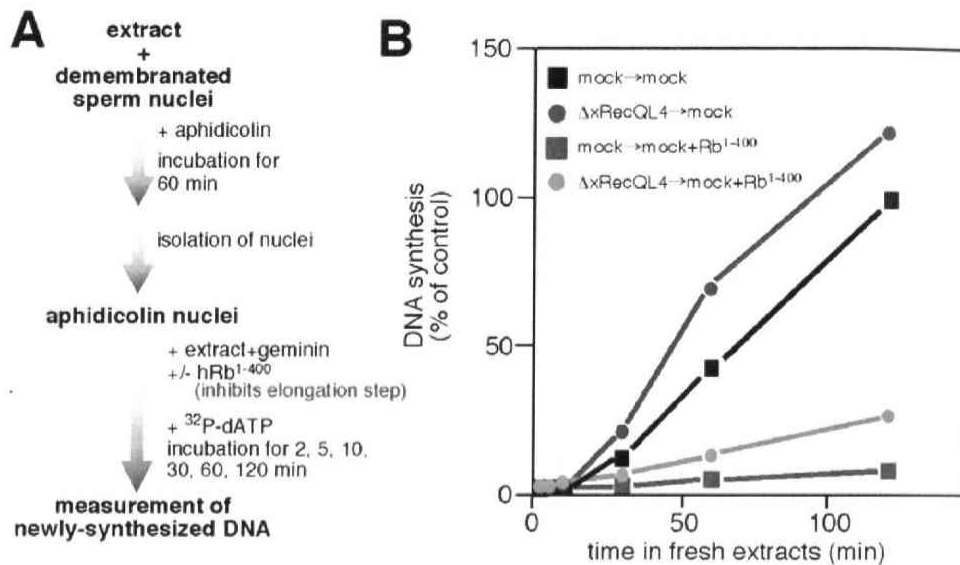 A
extract
+
demembranated
sperm nuclei
+ aphidicolin
incubation for
60 min
isolation of nuclei
aphidicolin nuclei
+ extract+geminin
+/- hRb1-400
(inhibits elongation step)
+ 32P-dATP
incubation for 2, 5, 10,
30, 60, 120 min
measurement of
newly-synthesized DNA
B
150
100
50
0
DNA synthesis
(% of control)
mock→mock
ΔxRecQL4→mock
mock→mock+Rb1-400
ΔxRecQL4→mock+Rb1-400
0
50
100
time in fresh extracts (min)